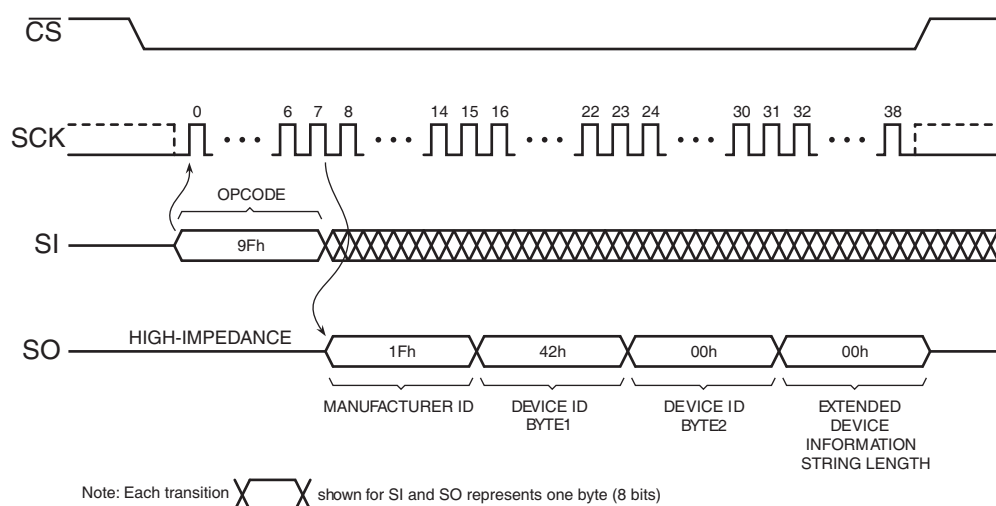 CS
0 6 7 8 14 15 16 22 23 24 30 31 32 38
SCK
OPCODE
SI 9Fh
HIGH-IMPEDANCE
SO 1Fh 42h 00h 00h
MANUFACTURER ID
DEVICE ID
BYTE1
DEVICE ID
BYTE2
EXTENDED
DEVICE
INFORMATION
STRING LENGTH
Note: Each transition shown for SI and SO represents one byte (8 bits)